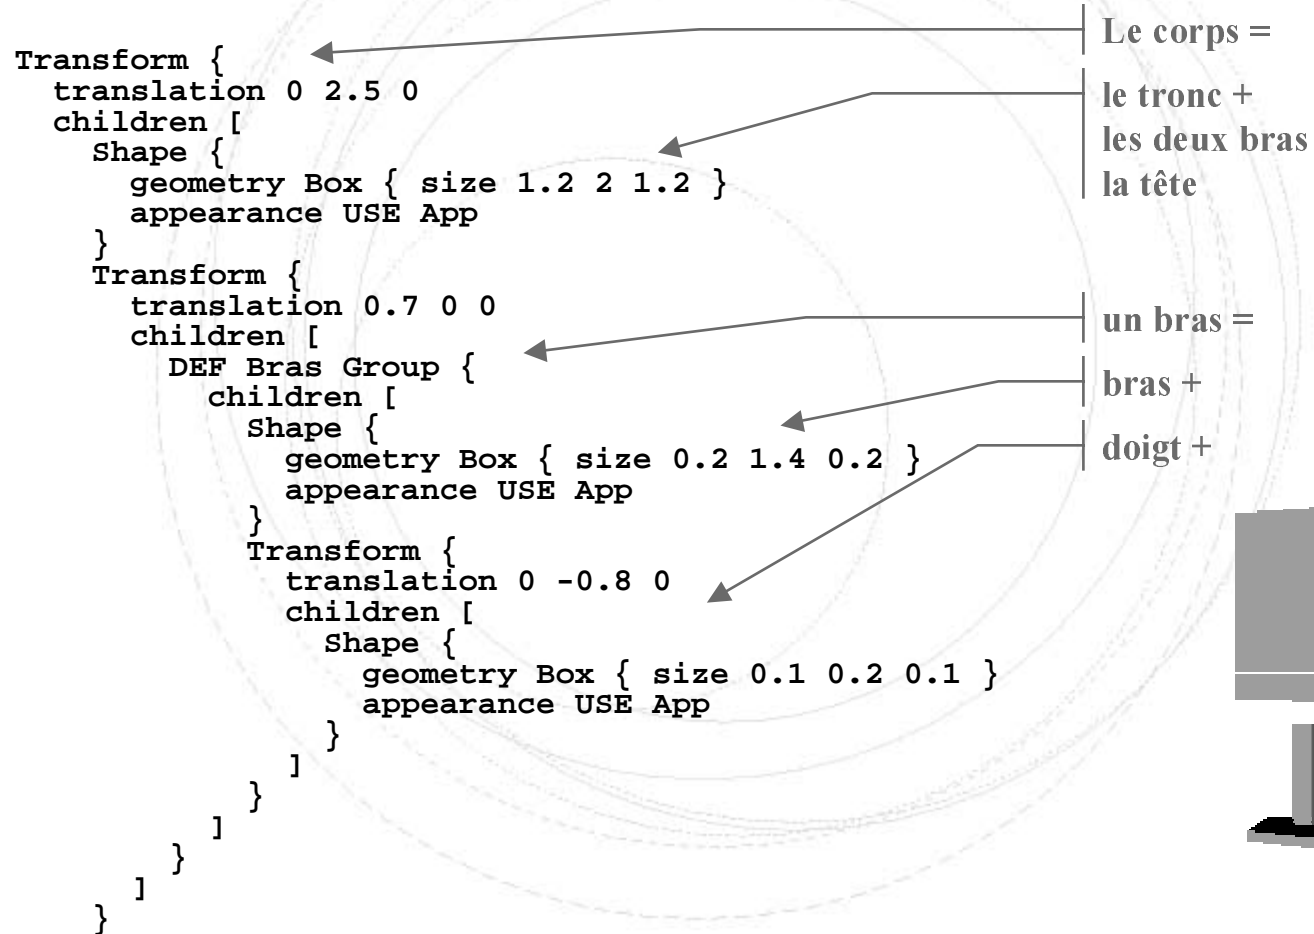 Transform {
  translation 0 2.5 0
  children [
    Shape {
      geometry Box { size 1.2 2 1.2 }
      appearance USE App
    }
    Transform {
      translation 0.7 0 0
      children [
        DEF Bras Group {
          children [
            Shape {
              geometry Box { size 0.2 1.4 0.2 }
              appearance USE App
            }
            Transform {
              translation 0 -0.8 0
              children [
                Shape {
                  geometry Box { size 0.1 0.2 0.1 }
                  appearance USE App
                }
              ]
            }
          ]
        }
      ]
    }
Le corps =
le tronc +
les deux bras
la tête
un bras =
bras +
doigt +